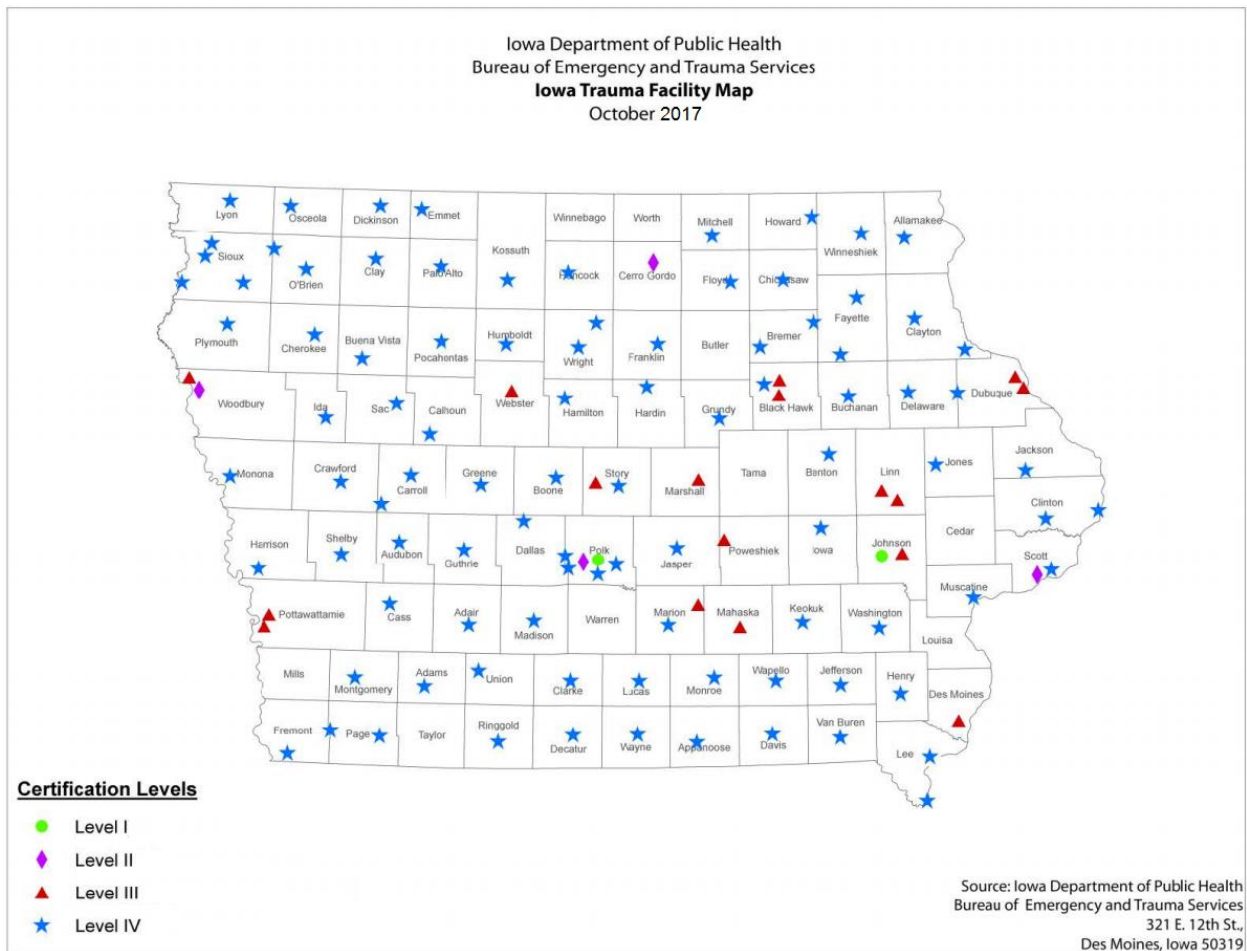 Iowa Department of Public Health
Bureau of Emergency and Trauma Services
Iowa Trauma Facility Map
October 2017
Lyon
Osceola
Dickinson
Emmet
Kossuth
Winnebago
Worth
Mitchell
Howard
Winneshiek
Allamakee
Sioux
O'Brien
Clay
Palo Alto
Hancock
Cerro Gordo
Floyd
Chickasaw
Fayette
Clayton
Plymouth
Cherokee
Buena Vista
Pocahontas
Humboldt
Wright
Franklin
Butler
Bremer
Woodbury
Ida
Sac
Calhoun
Webster
Hamilton
Hardin
Grundy
Black Hawk
Buchanan
Delaware
Dubuque
Monona
Crawford
Carroll
Greene
Boone
Story
Marshall
Tama
Benton
Linn
Jones
Jackson
Clinton
Harrison
Shelby
Audubon
Guthrie
Dallas
Polk
Jasper
Poweshiek
Iowa
Johnson
Cedar
Scott
Muscatine
Pottawattamie
Cass
Adair
Madison
Warren
Marion
Mahaska
Keokuk
Washington
Louisa
Mills
Montgomery
Adams
Union
Clarke
Lucas
Monroe
Wapello
Jefferson
Henry
Des Moines
Fremont
Page
Taylor
Ringgold
Decatur
Wayne
Appanoose
Davis
Van Buren
Lee
Certification Levels
Level I
Level II
Level III
Level IV
Source: Iowa Department of Public Health
Bureau of Emergency and Trauma Services
321 E. 12th St.,
Des Moines, Iowa 50319